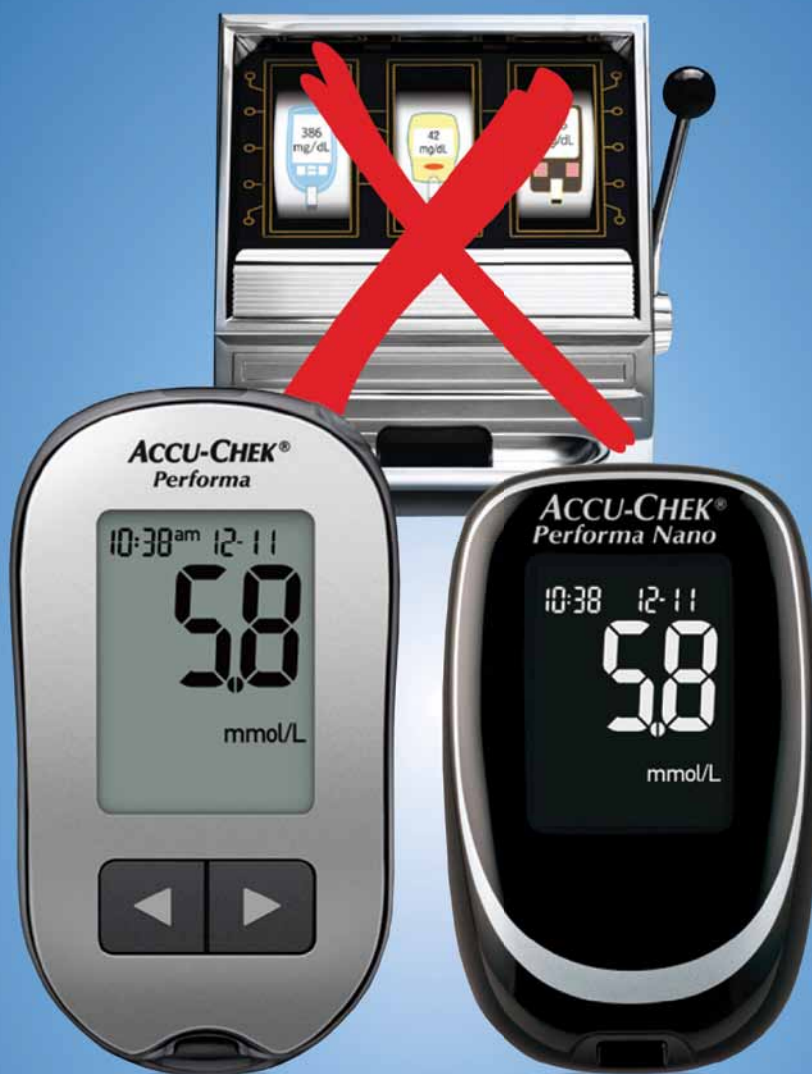 386
mg/dL
42
mg/dL
ACCU-CHEK®
Performa
10:38am 12-11
5.8
mmol/L
ACCU-CHEK®
Performa Nano
10:38 12-11
5.8
mmol/L